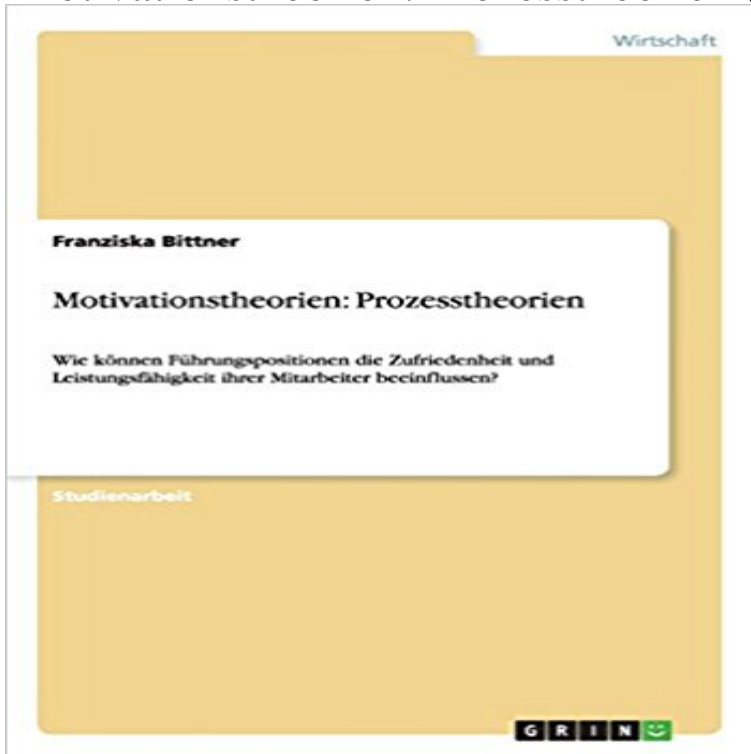 Wirtschaft
Franziska Bittner
Motivationstheorien: Prozesstheorien
Wie können Führungspositionen die Zufriedenheit und
Leistungsfähigkeit ihrer Mitarbeiter beeinflussen?
Studienarbeit
GRIN